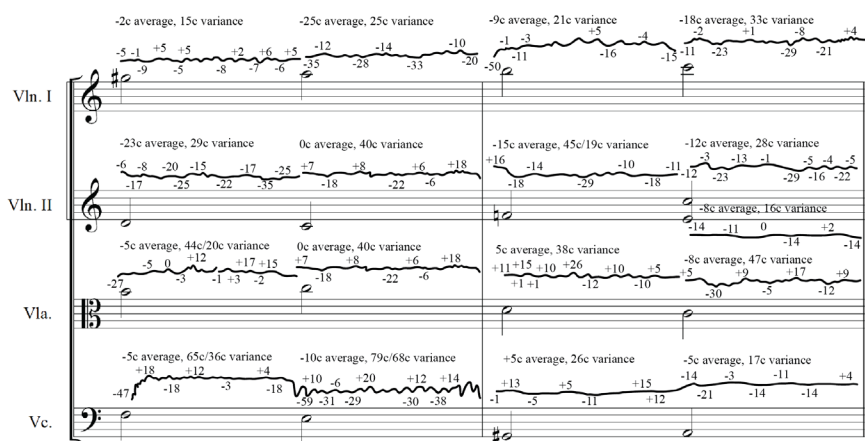 -2c average, 15c variance -25c average, 25c variance -9c average, 21c variance -18c average, 33c variance
-5 -1 +5 +5 +2 +6 +5 -12 -14 -10 -1 -3 +5 -4 -2 +1 -8 +4
-9 -5 -8 -7 -6 -35 -28 -33 -20 -50 -11 -16 -15 -11 -23 -29 -21
Vln. I
-23c average, 29c variance 0c average, 40c variance -15c average, 45c/19c variance -12c average, 28c variance
-6 -8 -20 -15 -17 -25 +7 +8 +6 +18 +16 -14 -10 -11 -3 -13 -1 -5 -4 -5
-17 -25 -22 -35 -18 -22 -6 -18 -29 -18 -12 -23 -29 -16 -22
Vln. II
-8c average, 16c variance
-14 -11 0 +2
-14 -14
-5c average, 44c/20c variance 0c average, 40c variance 5c average, 38c variance -8c average, 47c variance
-5 0 +12 +17 +15 +7 +8 +6 +18 +11 +15 +10 +26 +10 +5 +5 +9 +17 +9
-27 -3 -1 +3 -2 -18 -22 -6 +1 +1 -12 -10 -30 -5 -12
Vla.
-5c average, 65c/36c variance -10c average, 79c/68c variance +5c average, 26c variance -5c average, 17c variance
+18 +12 +4 +10 -6 +20 +12 +14 +13 +5 +15 -14 -3 -11 +4
-47 -18 -3 -18 -59 -31 -29 -30 -38 -1 -5 -11 +12 -21 -14 -14
Vc.